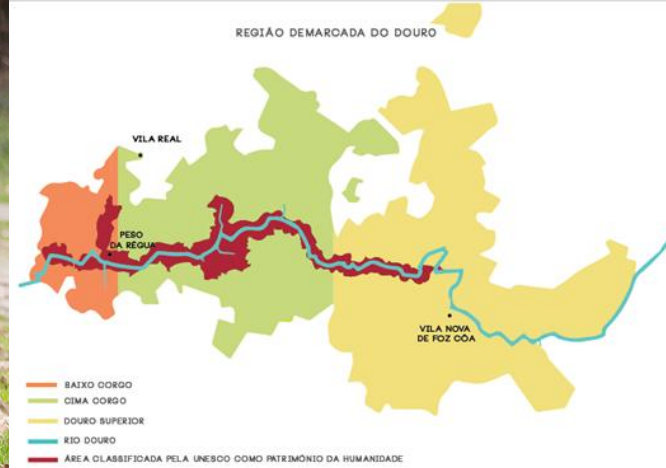 REGIÃO DEMARCADA DO DOURO
VILA REAL
PESO
DA RÉGUA
VILA NOVA
DE FOZ CÔA
BAIXO CORGO
CIMA CORGO
DOURO SUPERIOR
RIO DOURO
ÁREA CLASSIFICADA PELA UNESCO COMO PATRIMÓNIO DA HUMANIDADE